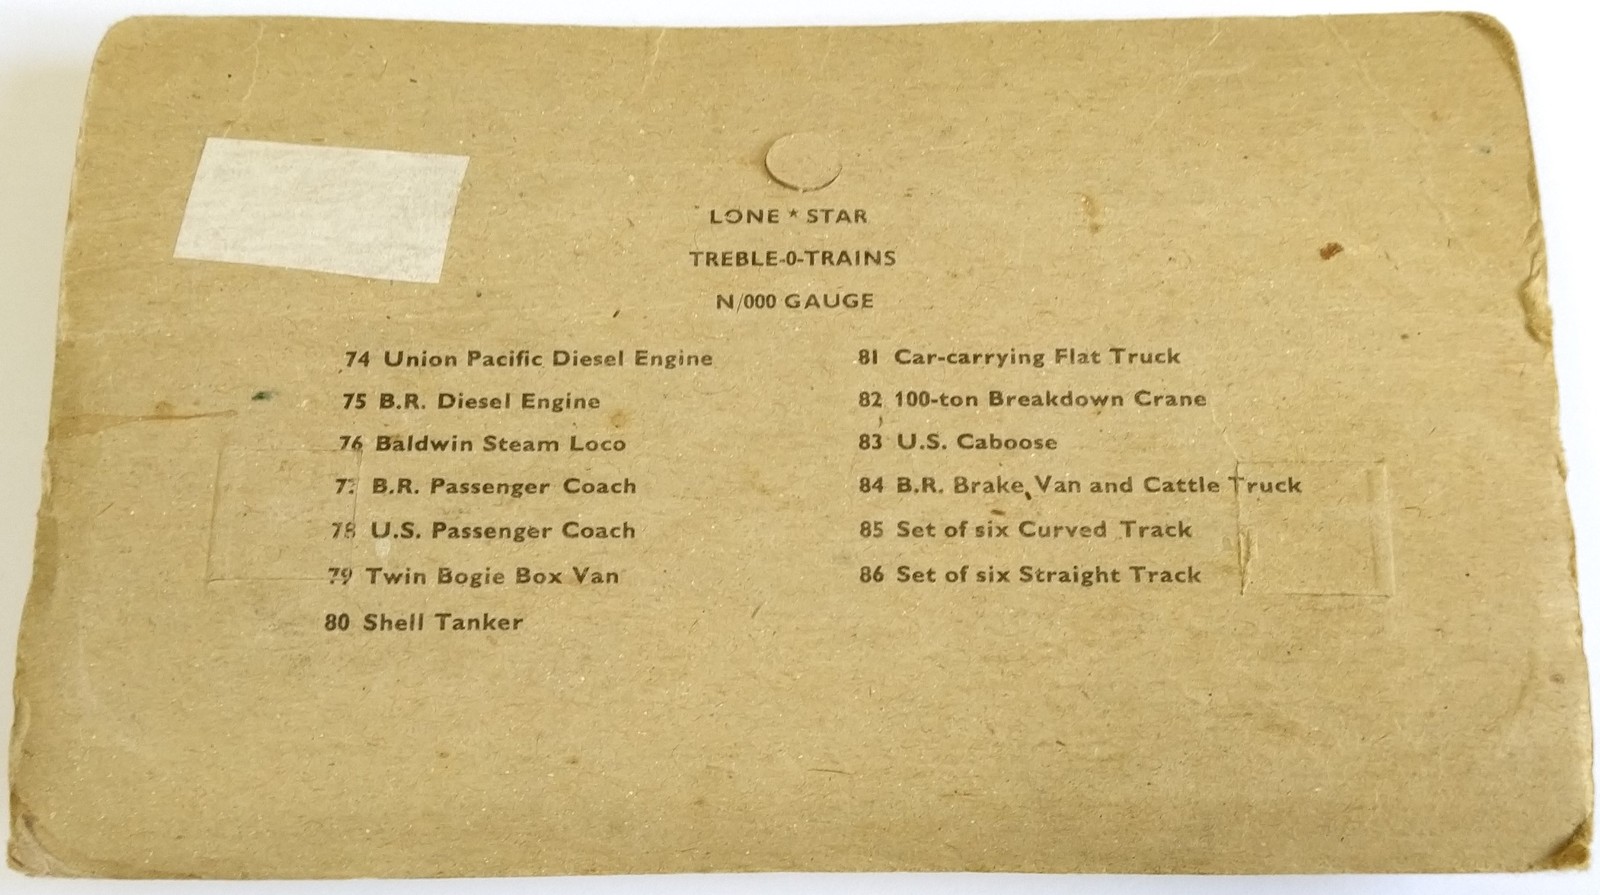 LONE ★ STAR
TREBLE-0-TRAINS
N/000 GAUGE
74 Union Pacific Diesel Engine
75 B.R. Diesel Engine
76 Baldwin Steam Loco
77 B.R. Passenger Coach
78 U.S. Passenger Coach
79 Twin Bogie Box Van
80 Shell Tanker
81 Car-carrying Flat Truck
82 100-ton Breakdown Crane
83 U.S. Caboose
84 B.R. Brake Van and Cattle Truck
85 Set of six Curved Track
86 Set of six Straight Track